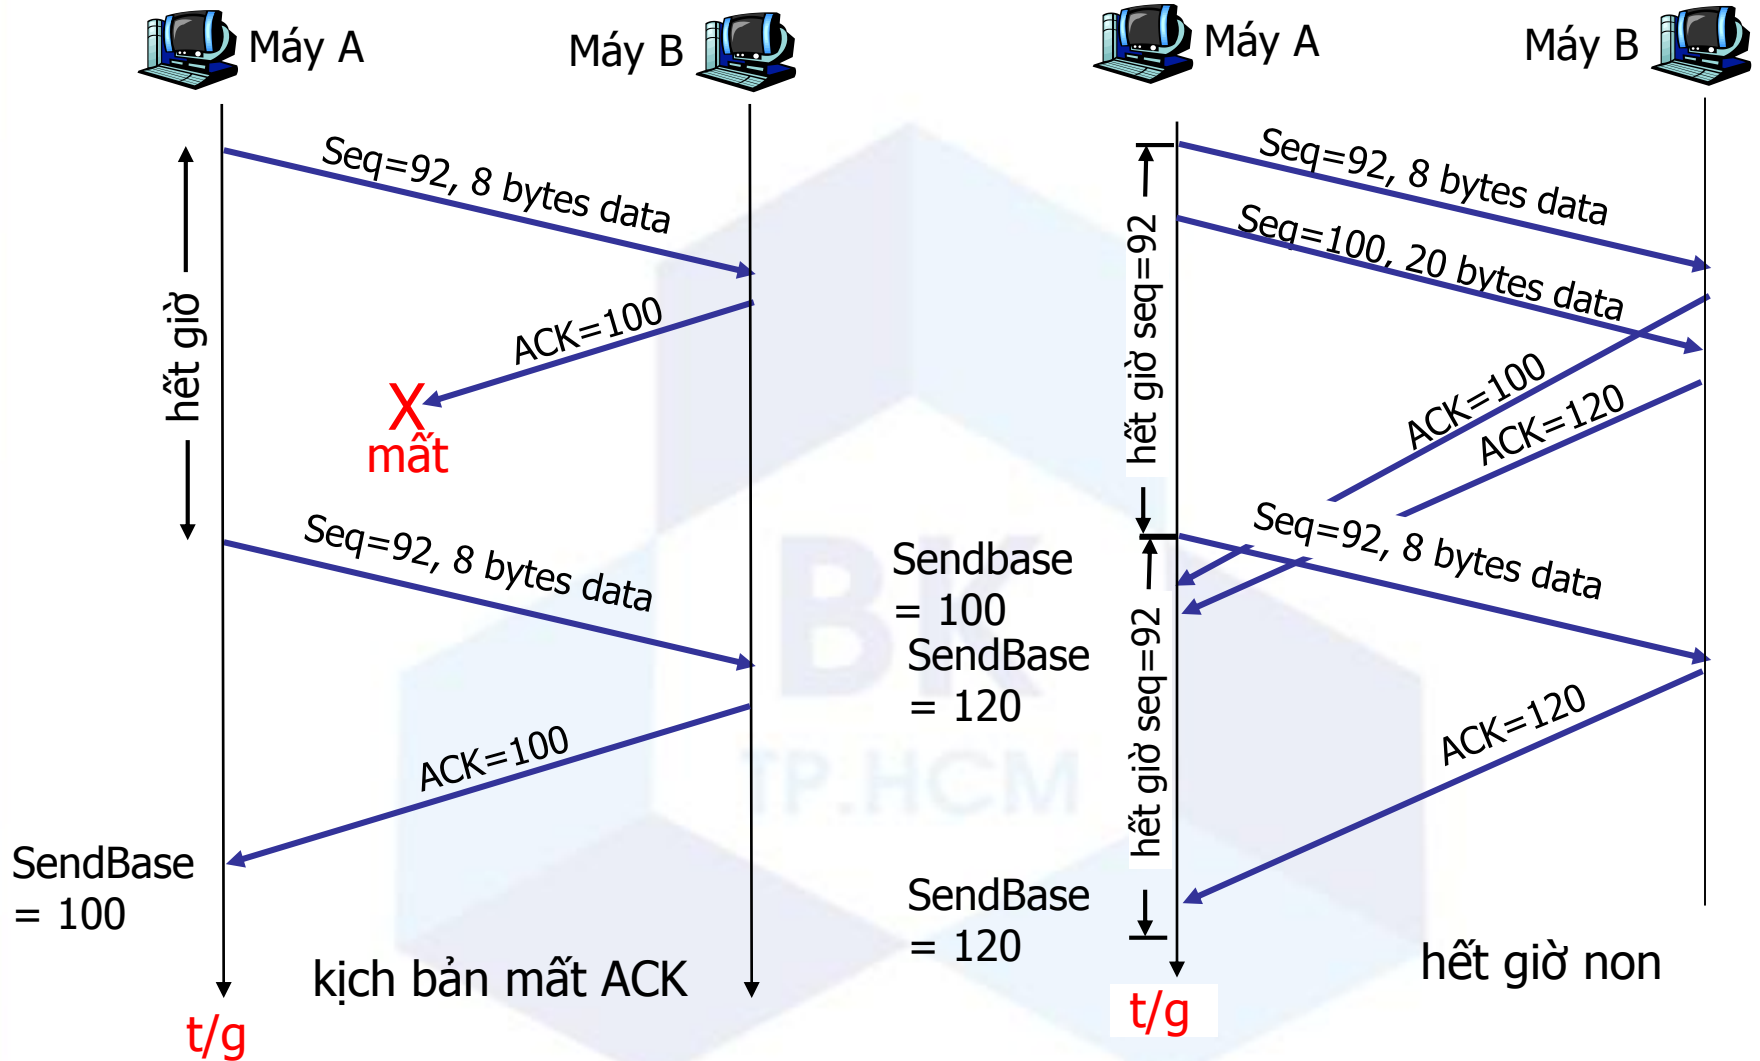 Máy A
Máy B
Seq=92, 8 bytes data
ACK=100
hết giờ
X
mất
Seq=92, 8 bytes data
ACK=100
SendBase
= 100
kịch bản mất ACK
t/g
Máy A
Máy B
Seq=92, 8 bytes data
Seq=100, 20 bytes data
hết giờ seq=92
ACK=100
ACK=120
Seq=92, 8 bytes data
Sendbase
= 100
SendBase
= 120
hết giờ seq=92
ACK=120
SendBase
= 120
hết giờ non
t/g
BK
TP.HCM